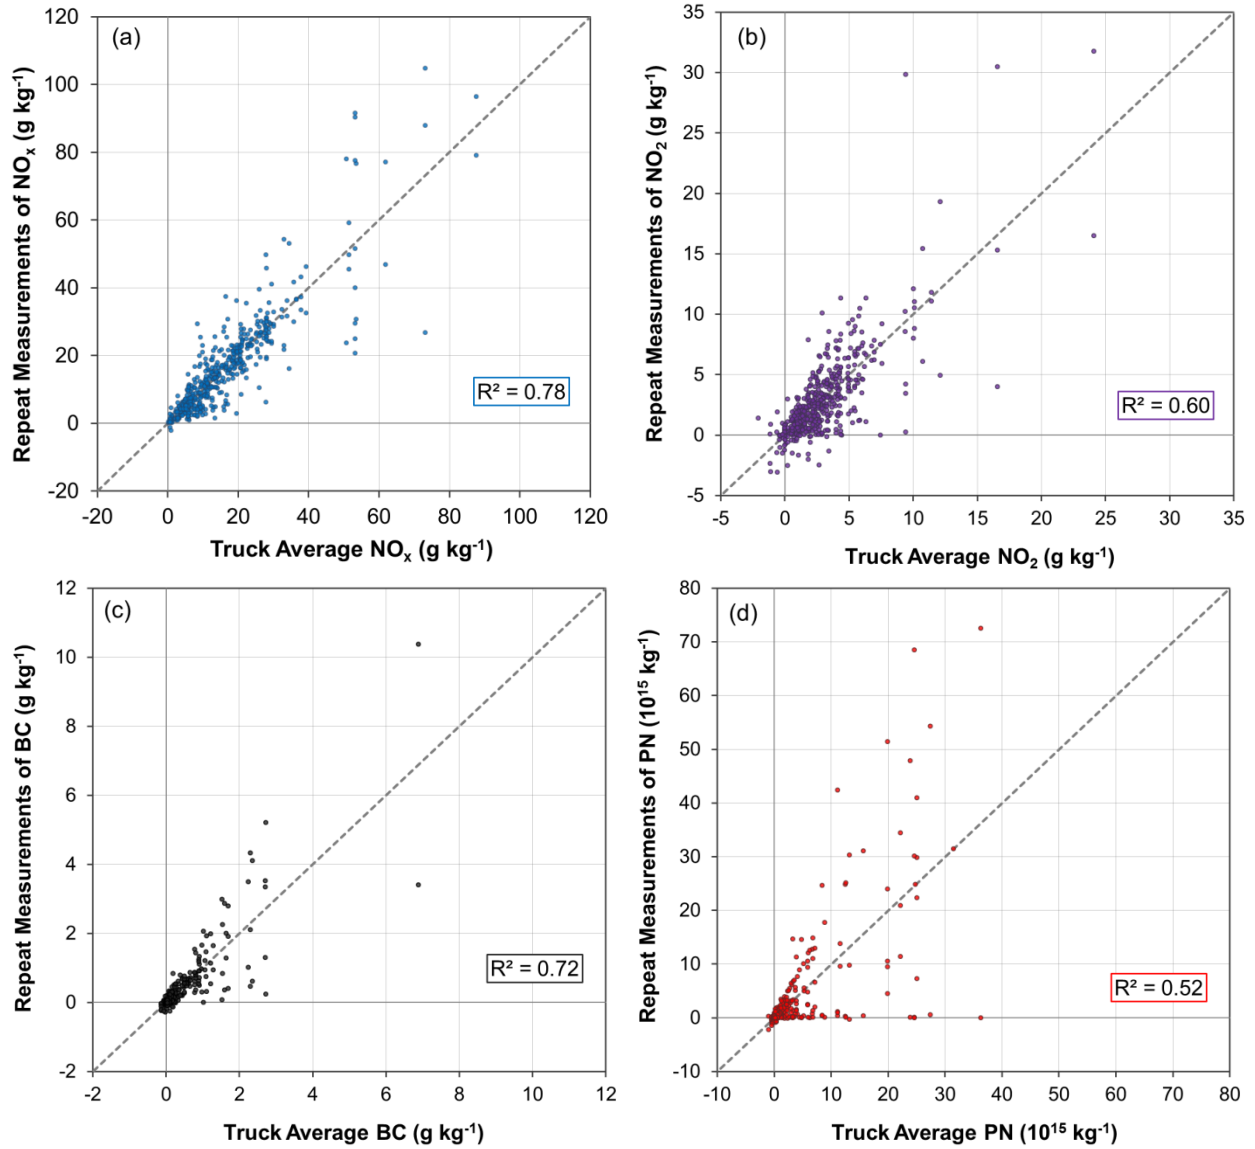 (a)
Repeat Measurements of NOx (g kg-1)
120
100
80
60
40
20
0
-20
R² = 0.78
-20 0 20 40 60 80 100 120
Truck Average NOx (g kg-1)
(b)
Repeat Measurements of NO2 (g kg-1)
35
30
25
20
15
10
5
0
-5
R² = 0.60
-5 0 5 10 15 20 25 30 35
Truck Average NO2 (g kg-1)
(c)
Repeat Measurements of BC (g kg-1)
12
10
8
6
4
2
0
-2
R² = 0.72
-2 0 2 4 6 8 10 12
Truck Average BC (g kg-1)
(d)
Repeat Measurements of PN (1015 kg-1)
80
70
60
50
40
30
20
10
0
-10
R² = 0.52
-10 0 10 20 30 40 50 60 70 80
Truck Average PN (1015 kg-1)